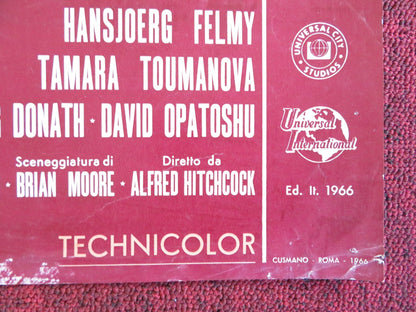 HANSJOERG FELMY
TAMARA TOUMANOVA
DONATH • DAVID OPATOSHU
Sceneggiatura di Diretto da
• BRIAN MOORE • ALFRED HITCHCOCK
TECHNICOLOR
UNIVERSAL CITY
STUDIOS
Universal
International
Ed. It. 1966
CUSMANO - ROMA - 1966